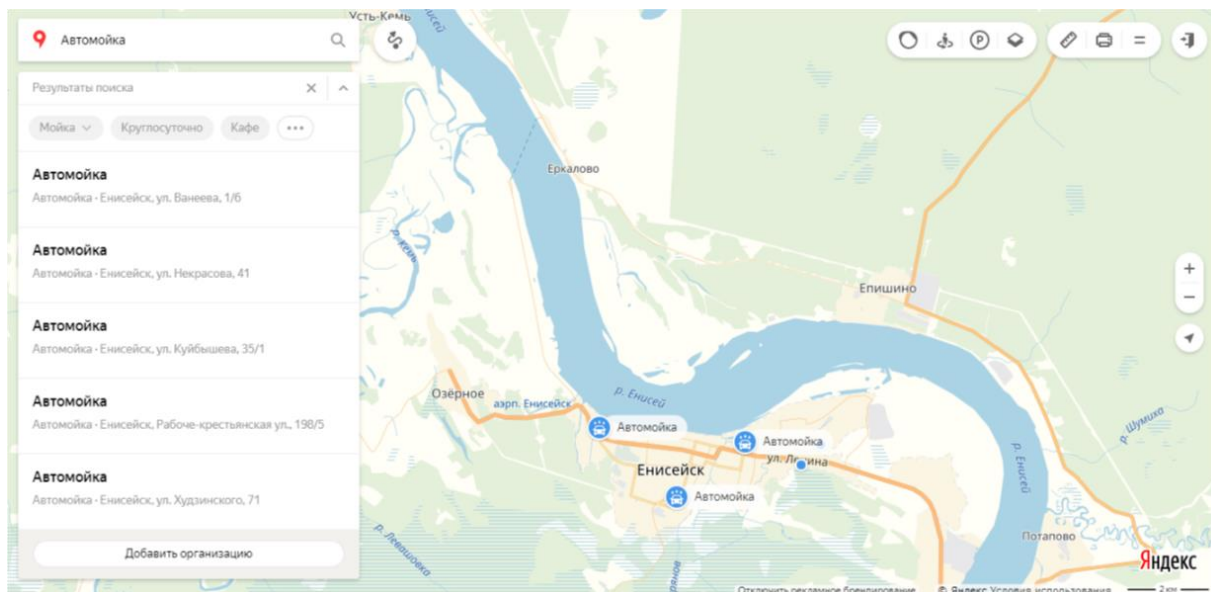 Автомойка
Результаты поиска
Мойка
Круглосуточно
Кафе
Автомойка
Автомойка · Енисейск, ул. Ванеева, 1/6
Автомойка
Автомойка · Енисейск, ул. Некрасова, 41
Автомойка
Автомойка · Енисейск, ул. Куйбышева, 35/1
Автомойка
Автомойка · Енисейск, Рабоче-крестьянская ул., 198/5
Автомойка
Автомойка · Енисейск, ул. Худзинского, 71
Добавить организацию
Усть-Кемь
Енисей
P
Еркалово
р. Кемь
Епишино
Озёрное
аэрп. Енисейск
р. Енисей
Автомойка
Автомойка
ул. Ленина
Енисейск
Автомойка
р. Енисей
р. Шумиха
р. Левашовка
Потапово
Яндекс
Отключить рекламное брендирование
© Яндекс Условия использования
2 км